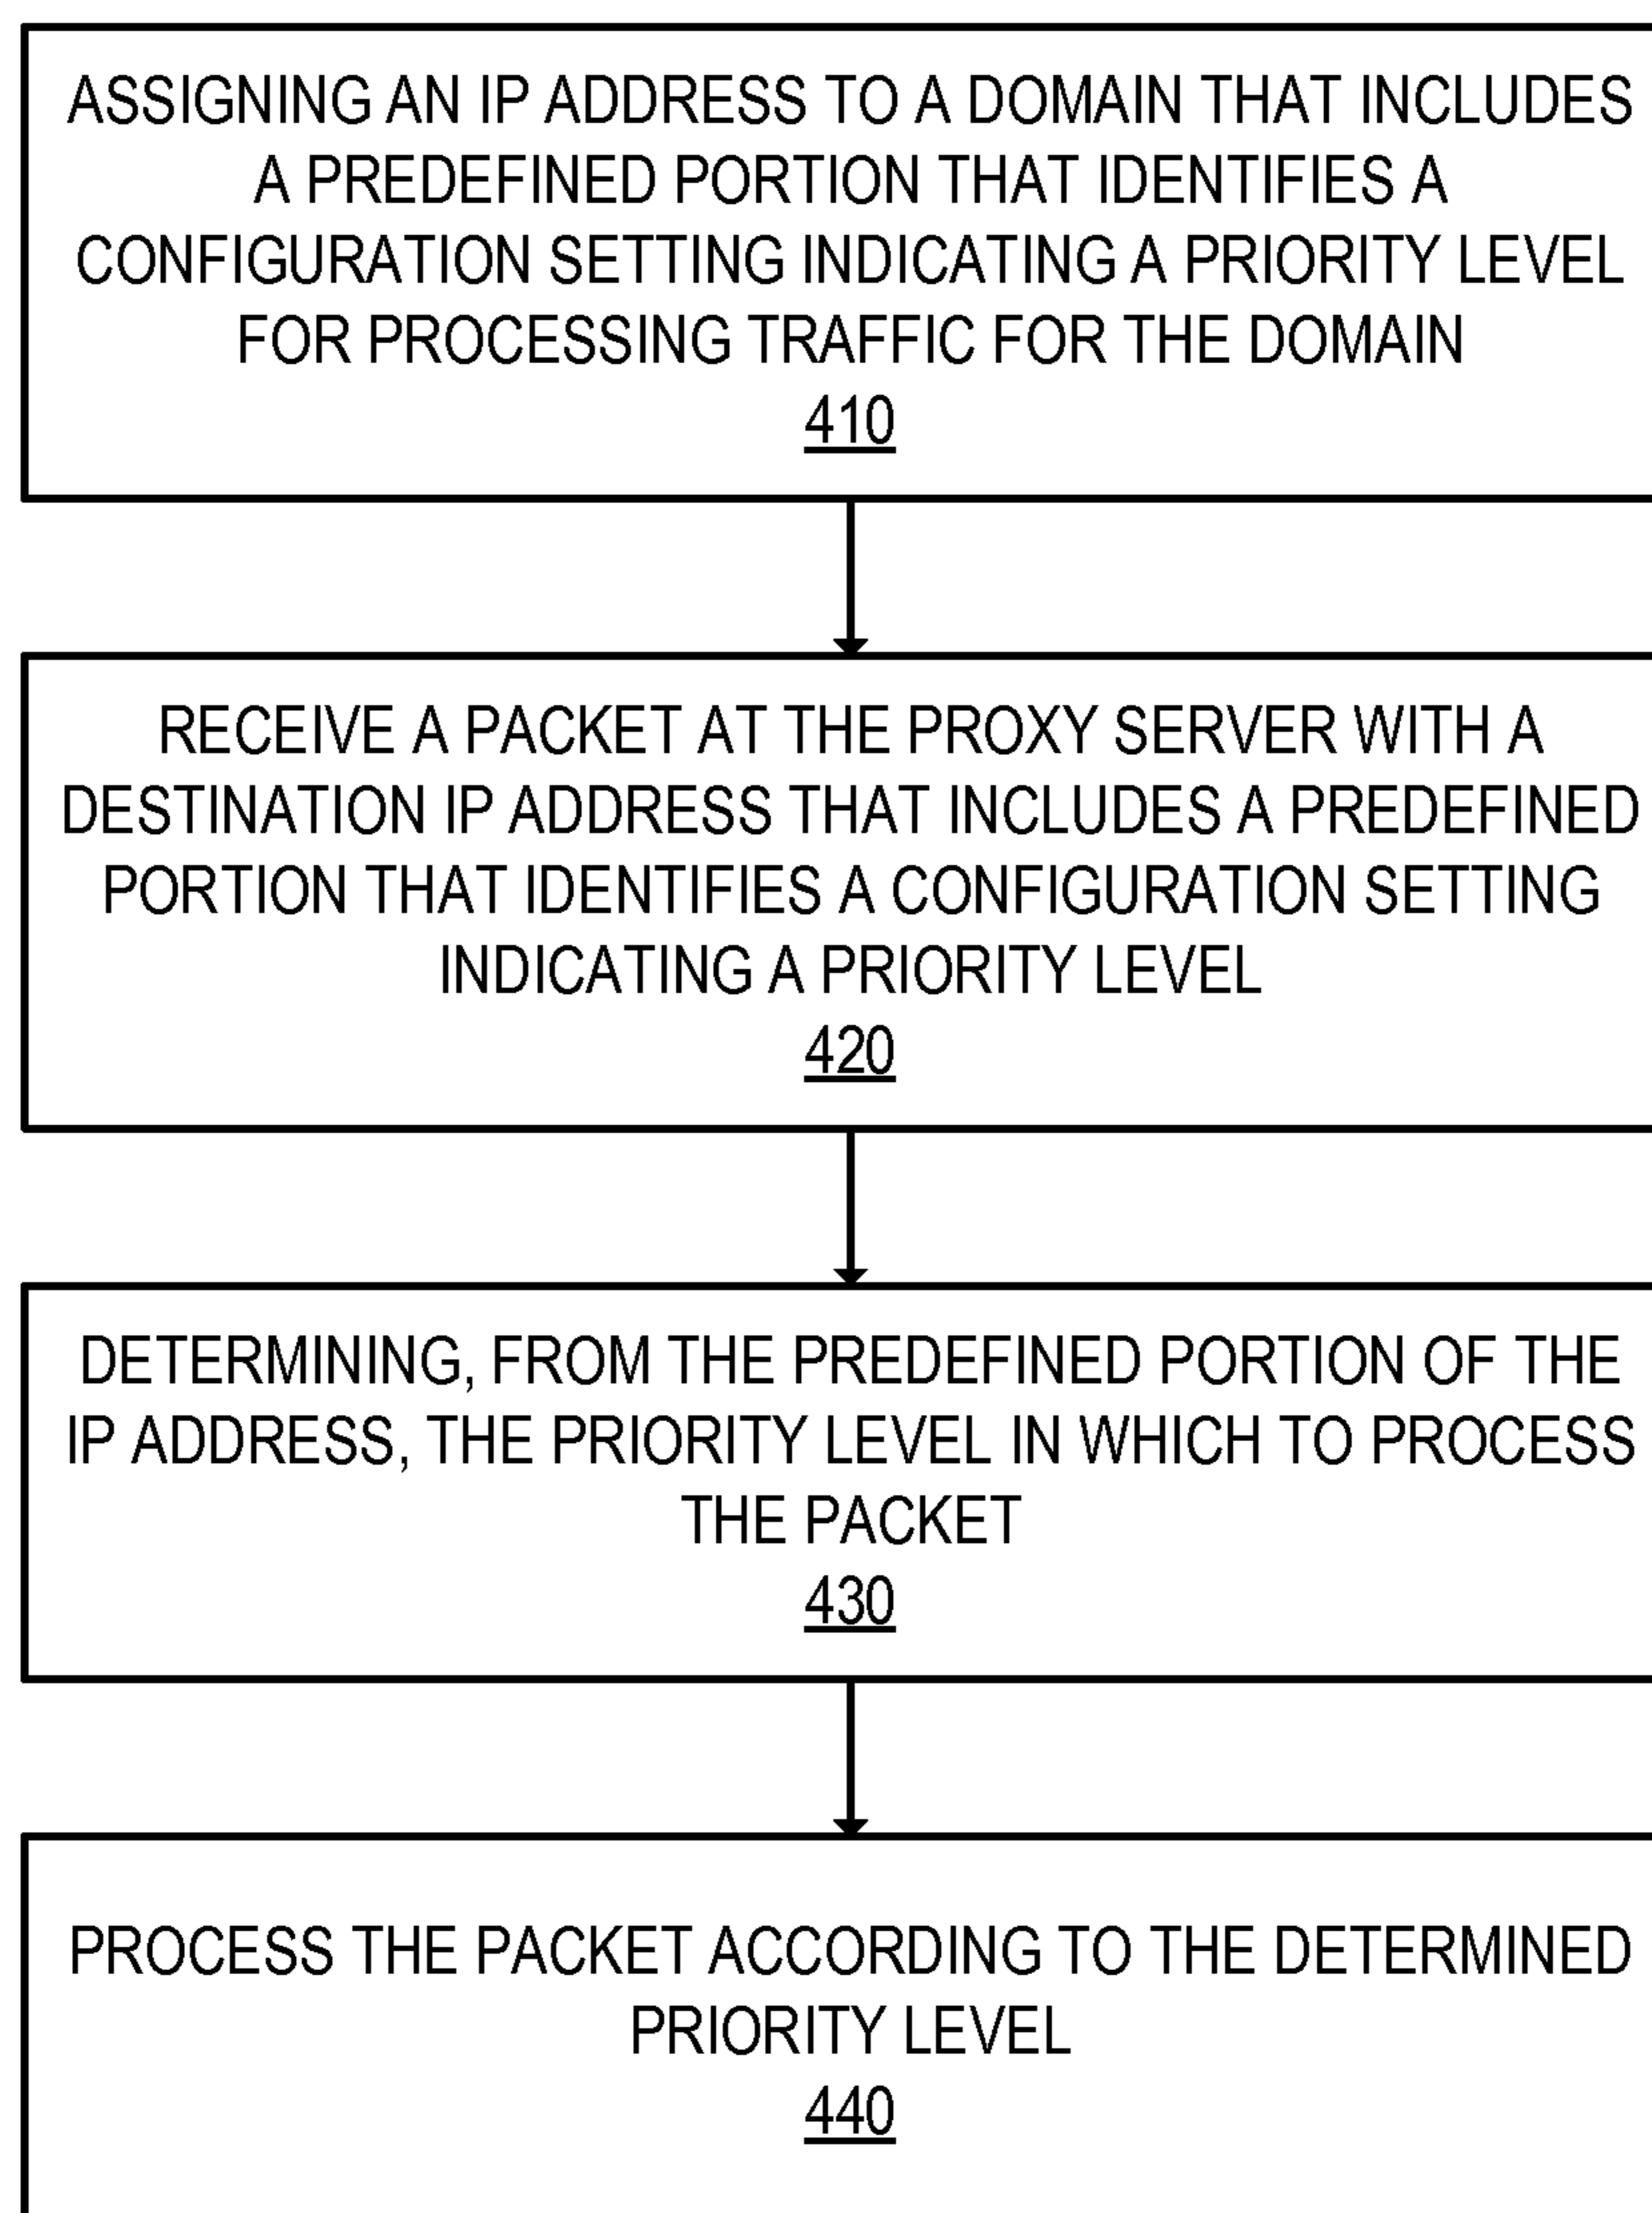 ASSIGNING AN IP ADDRESS TO A DOMAIN THAT INCLUDES
A PREDEFINED PORTION THAT IDENTIFIES A
CONFIGURATION SETTING INDICATING A PRIORITY LEVEL
FOR PROCESSING TRAFFIC FOR THE DOMAIN
410
RECEIVE A PACKET AT THE PROXY SERVER WITH A
DESTINATION IP ADDRESS THAT INCLUDES A PREDEFINED
PORTION THAT IDENTIFIES A CONFIGURATION SETTING
INDICATING A PRIORITY LEVEL
420
DETERMINING, FROM THE PREDEFINED PORTION OF THE
IP ADDRESS, THE PRIORITY LEVEL IN WHICH TO PROCESS
THE PACKET
430
PROCESS THE PACKET ACCORDING TO THE DETERMINED
PRIORITY LEVEL
440